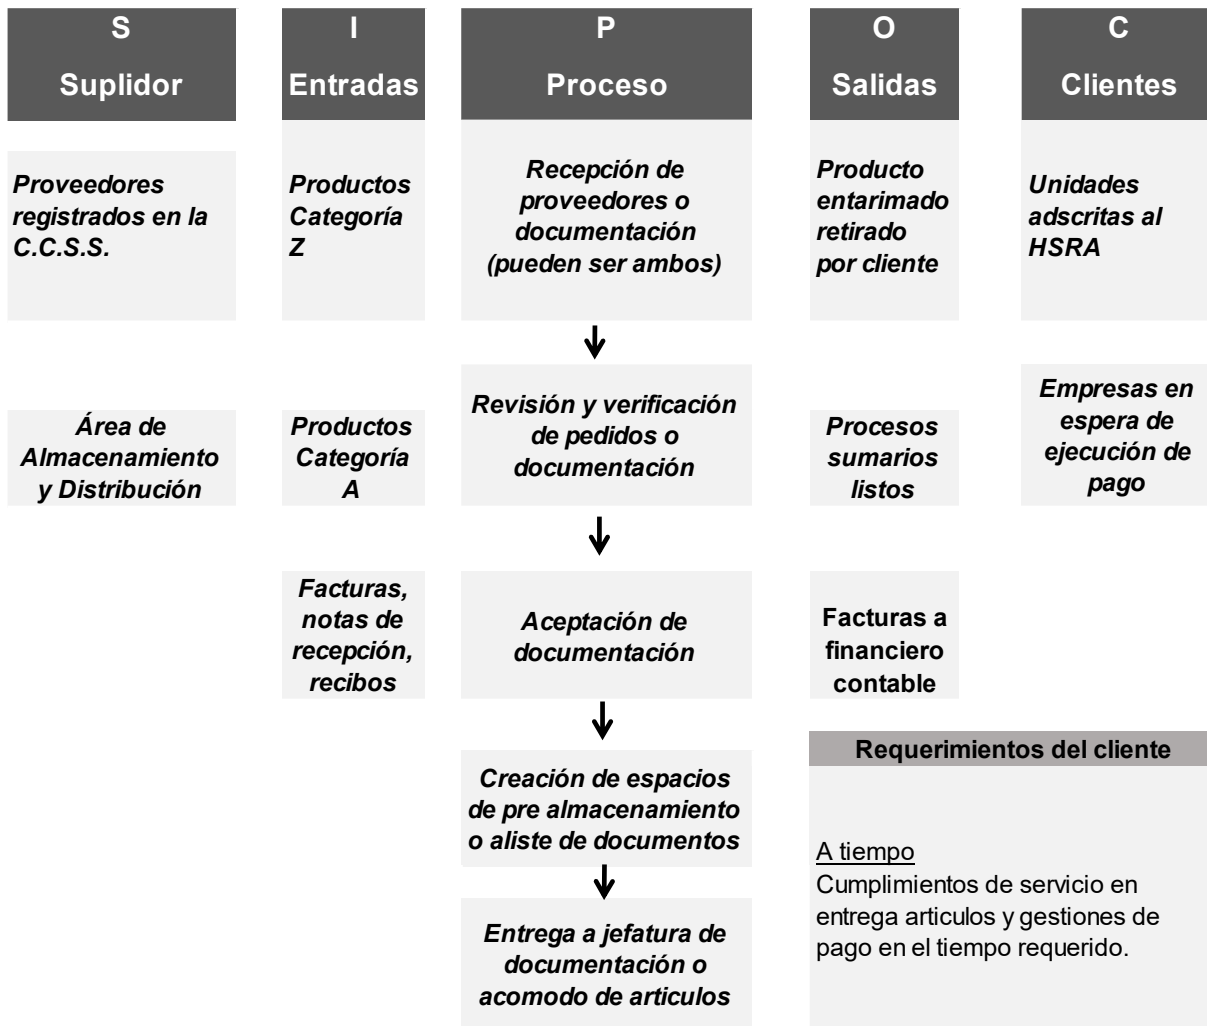 S
Suplidor
I
Entradas
P
Proceso
O
Salidas
C
Clientes
Proveedores
registrados en la
C.C.S.S.
Productos
Categoría
Z
Recepción de
proveedores o
documentación
(pueden ser ambos)
Producto
entarimado
retirado
por cliente
Unidades
adscritas al
HSRA
Área de
Almacenamiento
y Distribución
Productos
Categoría
A
Revisión y verificación
de pedidos o
documentación
Procesos
sumarios
listos
Empresas en
espera de
ejecución de
pago
Facturas,
notas de
recepción,
recibos
Aceptación de
documentación
Facturas a
financiero
contable
Creación de espacios
de pre almacenamiento
o aliste de documentos
Entrega a jefatura de
documentación o
acomodo de articulos
Requerimientos del cliente
A tiempo
Cumplimientos de servicio en
entrega articulos y gestiones de
pago en el tiempo requerido.